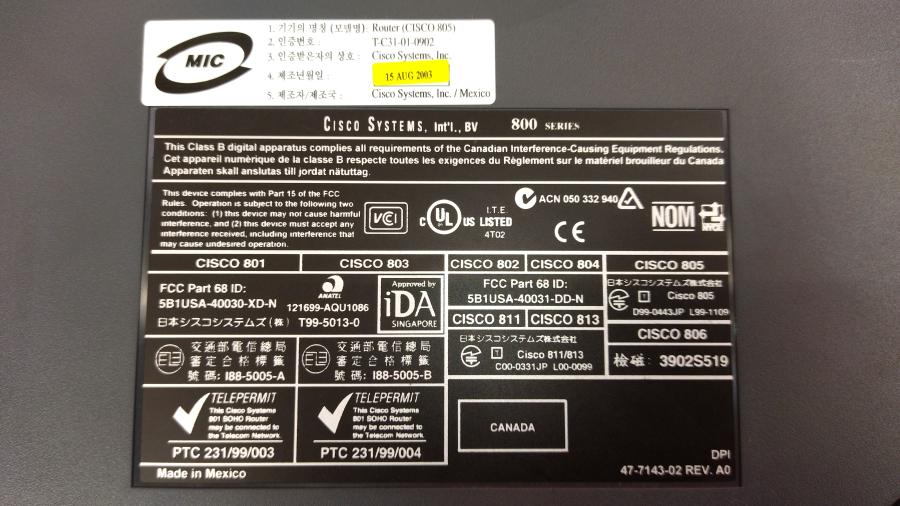 MIC
1. 기기의 명칭 (모델명): Router (CISCO 805)
2. 인증번호 : T-C31-01-0902
3. 인증받은자의 상호 : Cisco Systems, Inc.
4. 제조년월일 : 15 AUG 2003
5. 제조자/제조국 : Cisco Systems, Inc. / Mexico
CISCO SYSTEMS, Int'l., BV 800 SERIES
This Class B digital apparatus complies all requirements of the Canadian Interference-Causing Equipment Regulations.
Cet appareil numèrique de la classe B respecte toutes les exigences du Règlement sur le matériel brouilleur du Canada
Apparaten skall anslutas till jordat nätuttag.
This device complies with Part 15 of the FCC
Rules. Operation is subject to the following two
conditions: (1) this device may not cause harmful
interference, and (2) this device must accept any
interference received, including interference that
may cause undesired operation.
VCI
C UL US LISTED
I.T.E.
4T02
N ACN 050 332 940
CE
NOM
NYCE
CISCO 801
CISCO 803
CISCO 802
CISCO 804
CISCO 805
FCC Part 68 ID:
5B1USA-40030-XD-N
日本シスコシステムズ(株) T99-5013-0
ANATEL
121699-AQU1086
Approved by
iDA
SINGAPORE
FCC Part 68 ID:
5B1USA-40031-DD-N
日本シスコシステムズ株式会社
T Cisco 805
D99-0443JP L99-1109
CISCO 811
CISCO 813
日本シスコシステムズ株式会社
T Cisco 811/813
C00-0331JP L00-0099
CISCO 806
檢磁: 3902S519
交通部電信總局
審定合格標籤
號碼: I88-5005-A
交通部電信總局
審定合格標籤
號碼: I88-5005-B
TELEPERMIT
This Cisco Systems
801 SOHO Router
may be connected to
the Telecom Network.
PTC 231/99/003
TELEPERMIT
This Cisco Systems
803 SOHO Router
may be connected to
the Telecom Network.
PTC 231/99/004
CANADA
Made in Mexico
DPI
47-7143-02 REV. A0